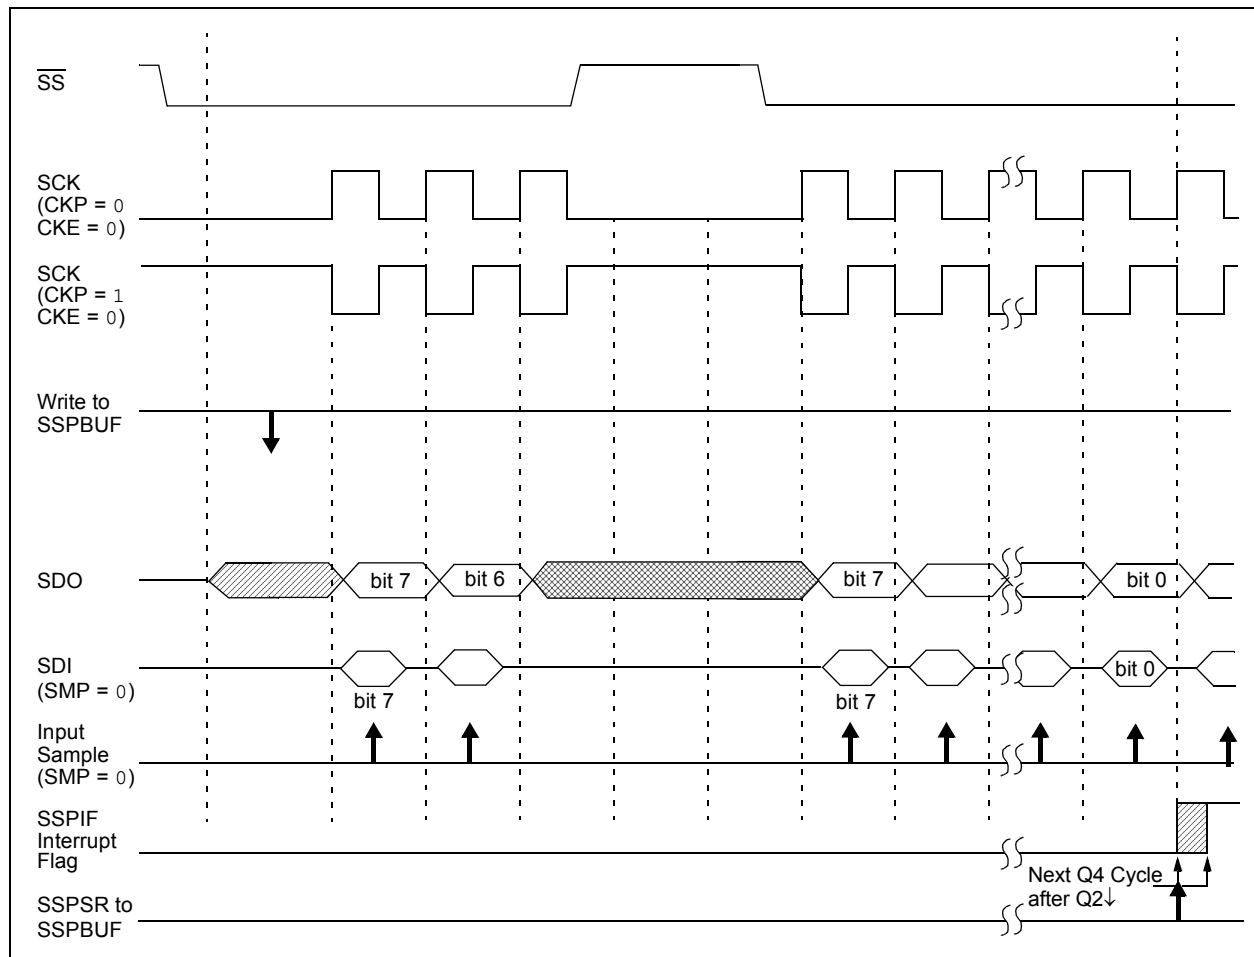 SS
SCK
(CKP = 0
CKE = 0)
SCK
(CKP = 1
CKE = 0)
Write to
SSPBUF
SDO
bit 7
bit 6
bit 7
bit 0
SDI
(SMP = 0)
bit 7
bit 7
bit 0
Input
Sample
(SMP = 0)
SSPIF
Interrupt
Flag
Next Q4 Cycle
after Q2↓
SSPSR to
SSPBUF